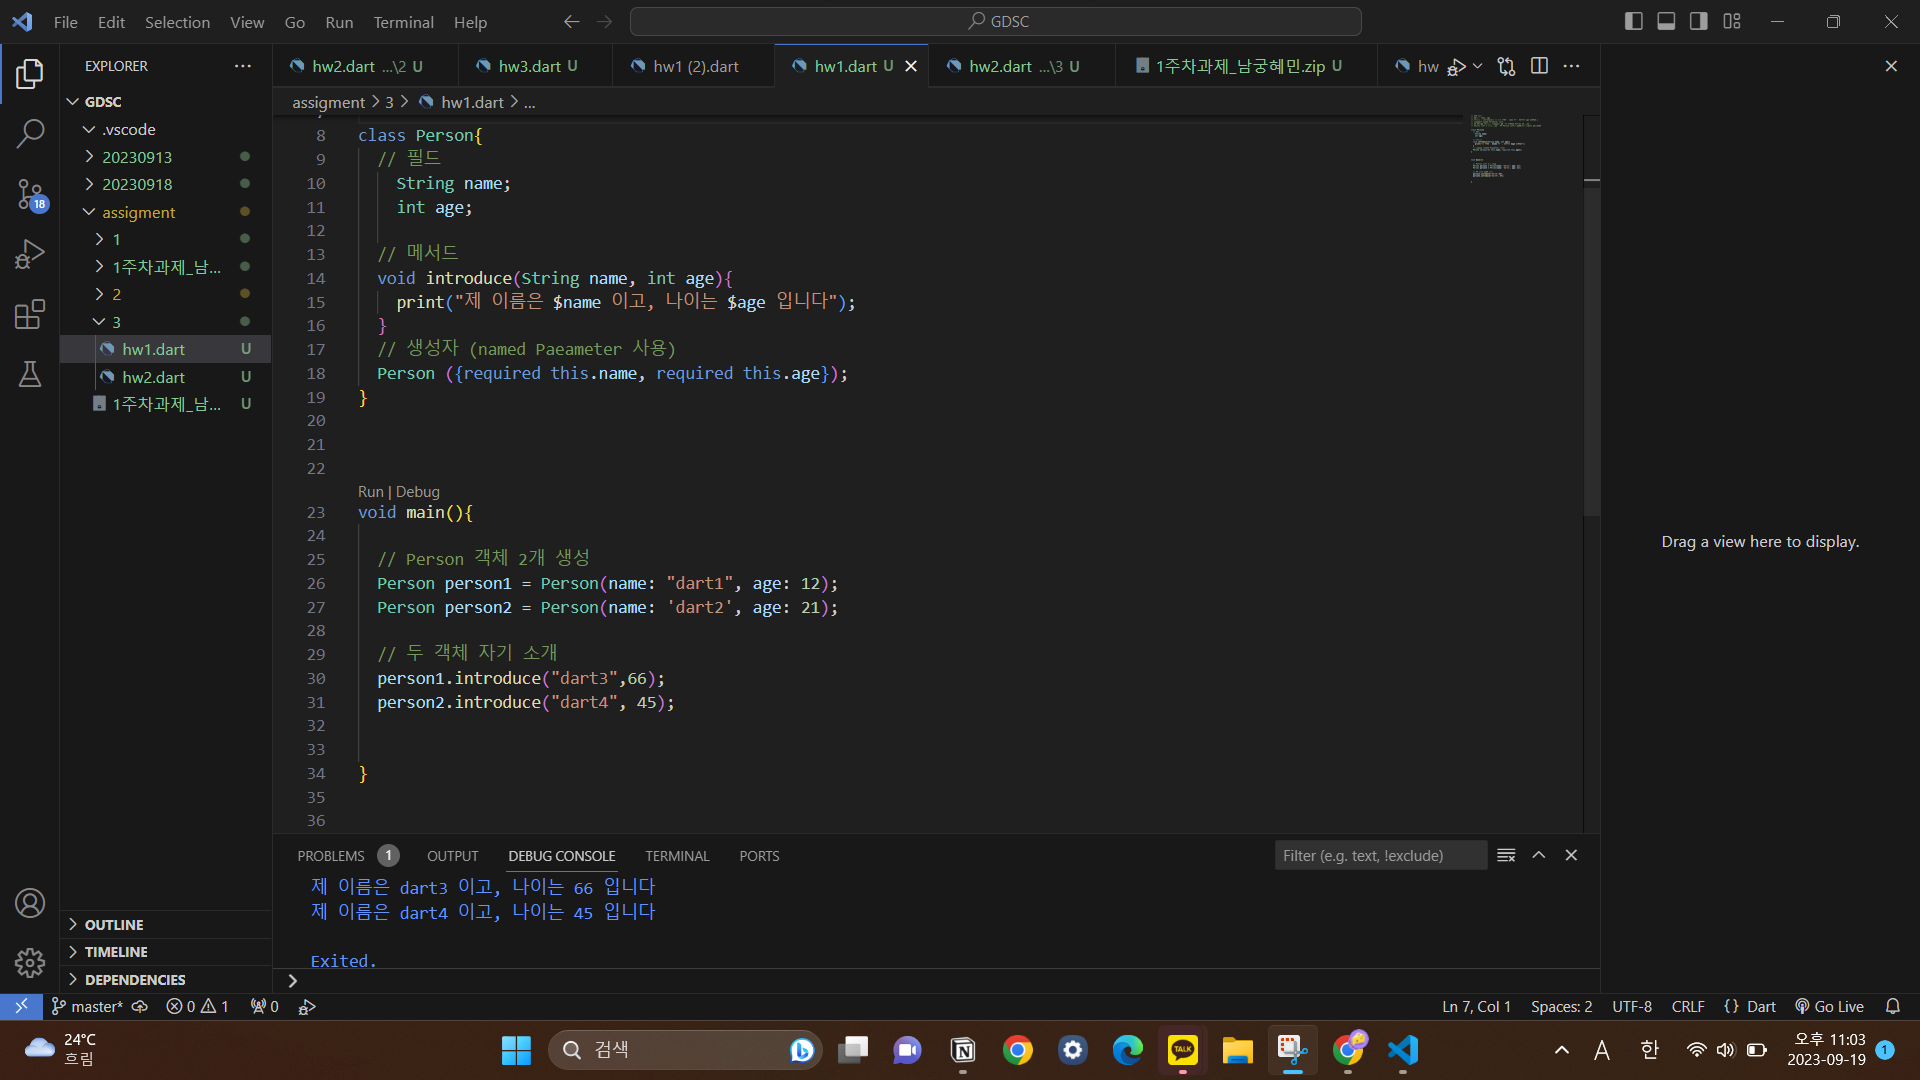 File Edit Selection View Go Run Terminal Help
GDSC
EXPLORER
GDSC
.vscode
20230913
20230918
assigment
1
1주차과제_남...
2
3
hw1.dart U
hw2.dart U
1주차과제_남... U
18
OUTLINE
TIMELINE
DEPENDENCIES
hw2.dart ...\2 U
hw3.dart U
hw1 (2).dart
hw1.dart U
hw2.dart ...\3 U
1주차과제_남궁혜민.zip U
hw
assigment > 3 > hw1.dart > ...
8 class Person{
9 // 필드
10 String name;
11 int age;
12
13 // 메서드
14 void introduce(String name, int age){
15 print("제 이름은 $name 이고, 나이는 $age 입니다");
16 }
17 // 생성자 (named Paeameter 사용)
18 Person ({required this.name, required this.age});
19 }
20
21
22
Run | Debug
23 void main(){
24
25 // Person 객체 2개 생성
26 Person person1 = Person(name: "dart1", age: 12);
27 Person person2 = Person(name: 'dart2', age: 21);
28
29 // 두 객체 자기 소개
30 person1.introduce("dart3",66);
31 person2.introduce("dart4", 45);
32
33
34 }
35
36
Drag a view here to display.
PROBLEMS 1 OUTPUT DEBUG CONSOLE TERMINAL PORTS
Filter (e.g. text, !exclude)
제 이름은 dart3 이고, 나이는 66 입니다
제 이름은 dart4 이고, 나이는 45 입니다
Exited.
master* 0 1 0
Ln 7, Col 1 Spaces: 2 UTF-8 CRLF {} Dart Go Live
24°C
흐림
검색
TALK
A 한
오후 11:03
2023-09-19
1